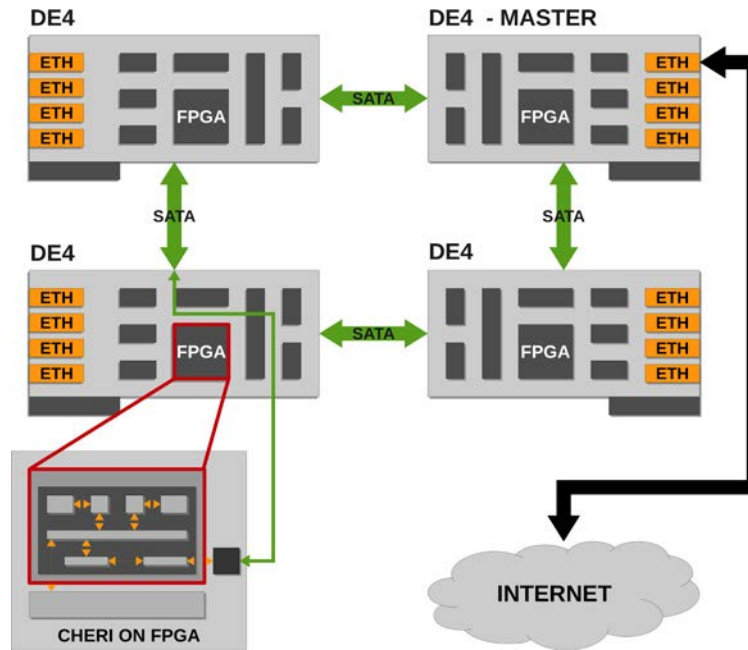 DE4
DE4 - MASTER
ETH
ETH
ETH
ETH
FPGA
SATA
FPGA
ETH
ETH
ETH
ETH
SATA
SATA
DE4
DE4
ETH
ETH
ETH
ETH
FPGA
SATA
FPGA
ETH
ETH
ETH
ETH
CHERI ON FPGA
INTERNET